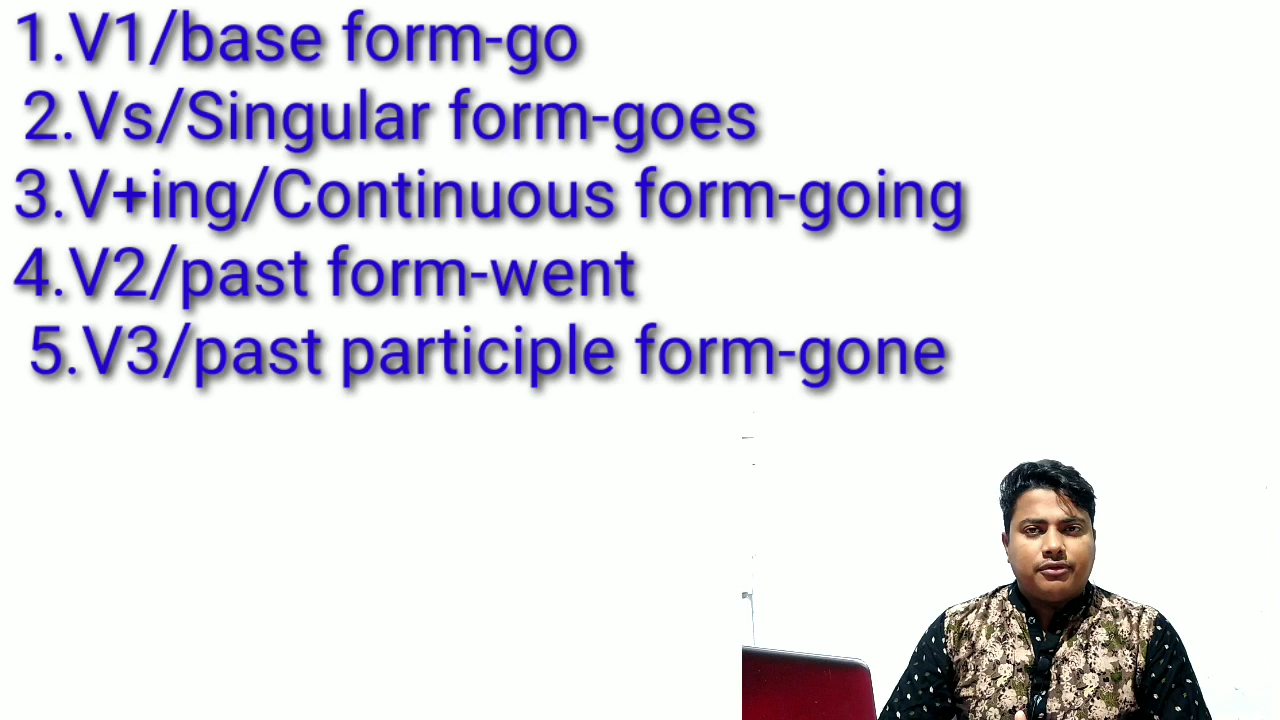 1.V1/base form-go
2.Vs/Singular form-goes
3.V+ing/Continuous form-going
4.V2/past form-went
5.V3/past participle form-gone